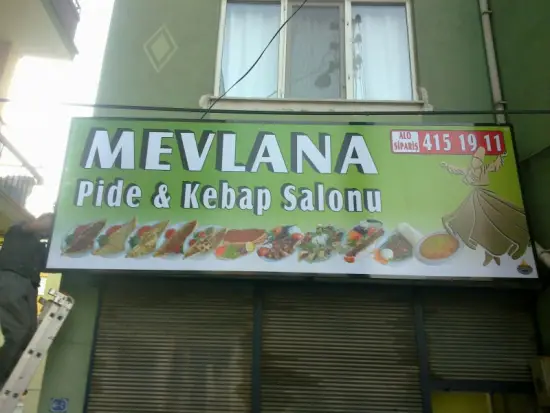 MEVLANA
Pide & Kebap Salonu
ALO
SİPARİŞ
415 19 11